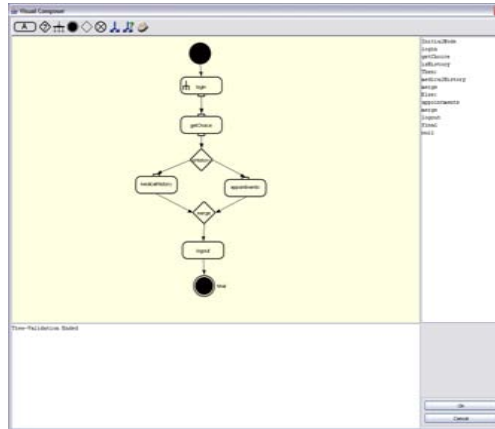 Visual Composer
A
?
InitialNode
login
getChoice
isHistory
Then:
medicalHistory
merge
Else:
appointments
merge
logout
final
null
login
getChoice
isHistory
medicalHistory
appointments
merge
logout
final
Tree-Validation Ended
Ok
Cancel